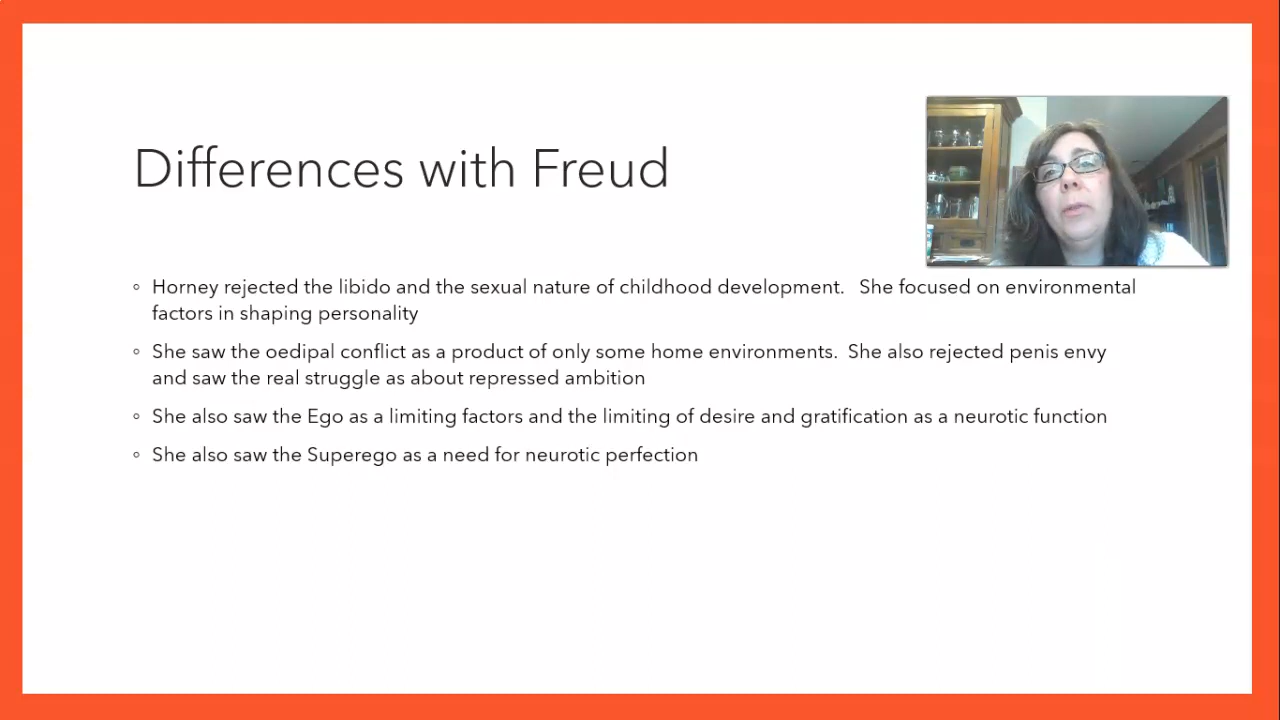 Differences with Freud
◦ Horney rejected the libido and the sexual nature of childhood development.   She focused on environmental
factors in shaping personality
◦ She saw the oedipal conflict as a product of only some home environments.  She also rejected penis envy
and saw the real struggle as about repressed ambition
◦ She also saw the Ego as a limiting factors and the limiting of desire and gratification as a neurotic function
◦ She also saw the Superego as a need for neurotic perfection